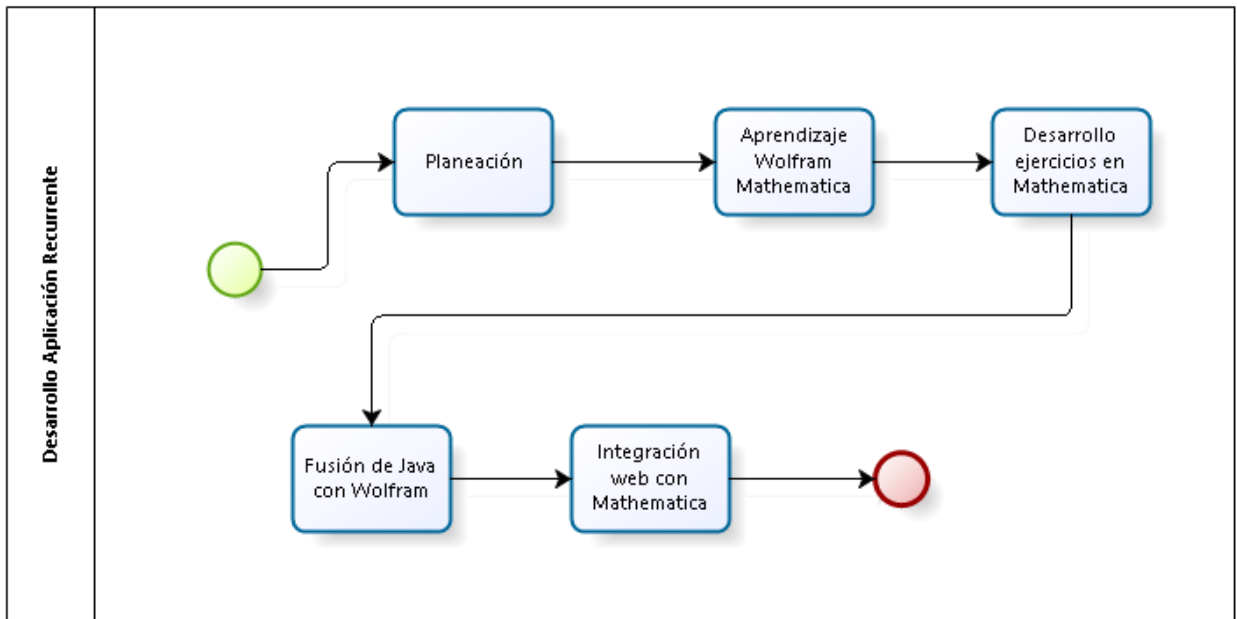 Desarrollo Aplicación Recurrente
Planeación
Aprendizaje
Wolfram
Mathematica
Desarrollo
ejercicios en
Mathematica
Fusión de Java
con Wolfram
Integración
web con
Mathematica